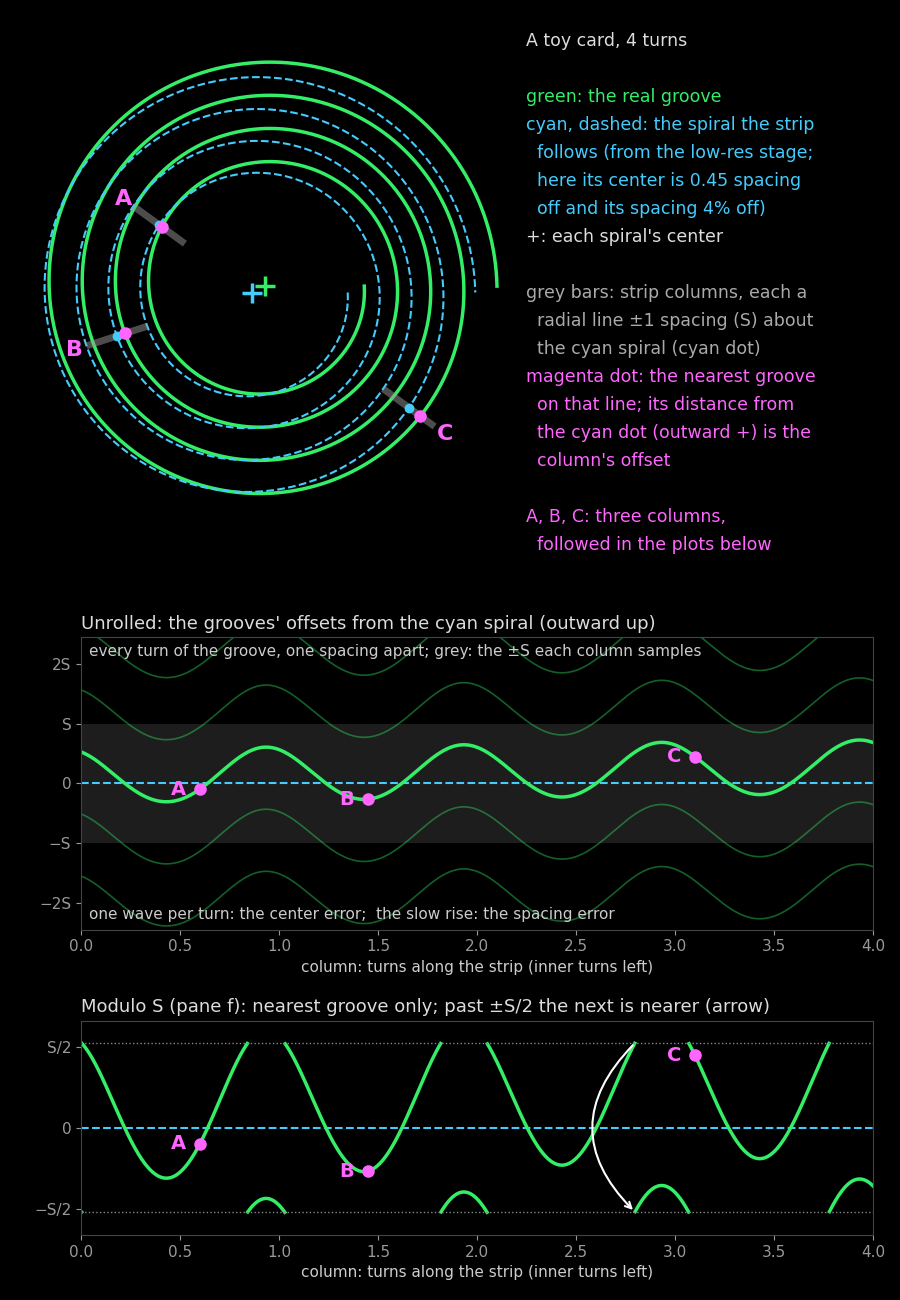 A toy card, 4 turns
green: the real groove
cyan, dashed: the spiral the strip
follows (from the low-res stage;
here its center is 0.45 spacing
off and its spacing 4% off)
+: each spiral's center
grey bars: strip columns, each a
radial line ±1 spacing (S) about
the cyan spiral (cyan dot)
magenta dot: the nearest groove
on that line; its distance from
the cyan dot (outward +) is the
column's offset
A, B, C: three columns,
followed in the plots below
A
B
C
Unrolled: the grooves' offsets from the cyan spiral (outward up)
every turn of the groove, one spacing apart; grey: the ±S each column samples
2S
S
0
−S
−2S
A
B
C
one wave per turn: the center error;  the slow rise: the spacing error
0.0 0.5 1.0 1.5 2.0 2.5 3.0 3.5 4.0
column: turns along the strip (inner turns left)
Modulo S (pane f): nearest groove only; past ±S/2 the next is nearer (arrow)
S/2
0
−S/2
A
B
C
0.0 0.5 1.0 1.5 2.0 2.5 3.0 3.5 4.0
column: turns along the strip (inner turns left)